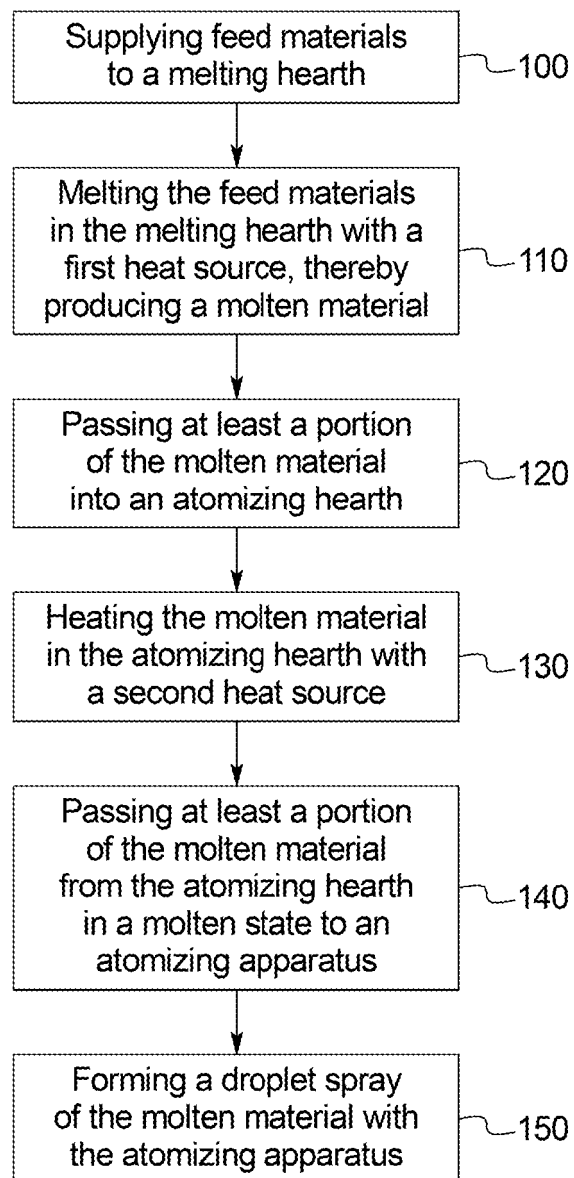 Supplying feed materials
to a melting hearth
100
Melting the feed materials
in the melting hearth with a
first heat source, thereby
producing a molten material
110
Passing at least a portion
of the molten material
into an atomizing hearth
120
Heating the molten material
in the atomizing hearth with
a second heat source
130
Passing at least a portion
of the molten material
from the atomizing hearth
in a molten state to an
atomizing apparatus
140
Forming a droplet spray
of the molten material with
the atomizing apparatus
150